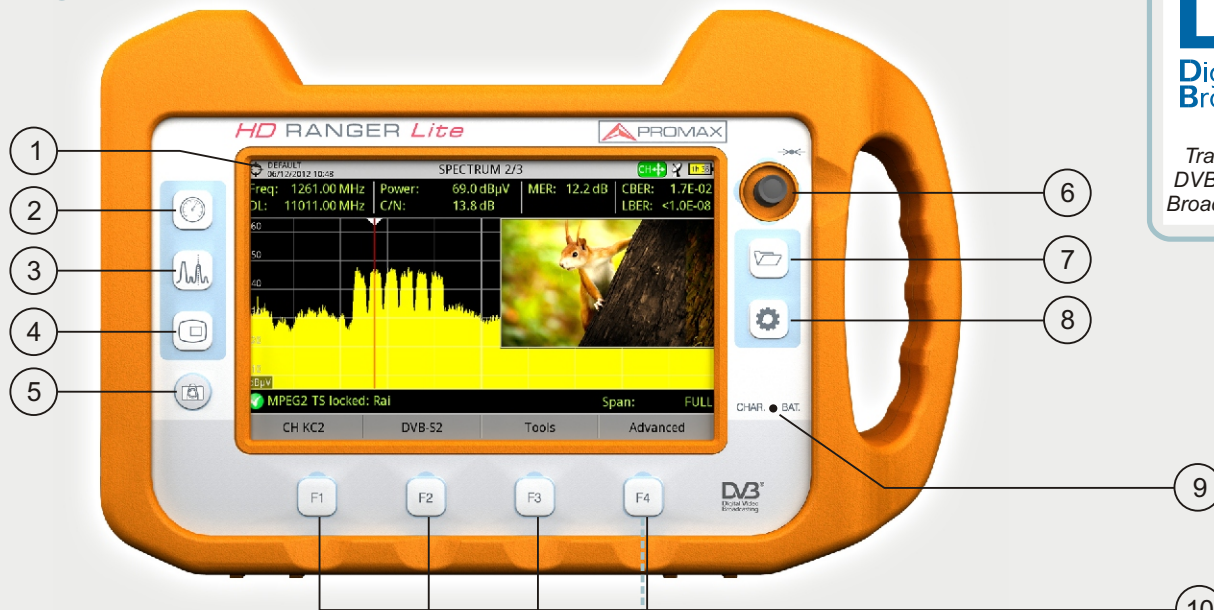 HD RANGER Lite
PROMAX
DEFAULT
06/12/2012 10:48
SPECTRUM 2/3
CH
Freq: 1261.00 MHz
Power: 69.0 dBµV
MER: 12.2 dB
CBER: 1.7E-02
DL: 11011.00 MHz
C/N: 13.8 dB
LBER: <1.0E-08
60
50
40
dBµV
MPEG2 TS locked: Rai
Span: FULL
CH KC2
DVB-S2
Tools
Advanced
CHAR. BAT.
F1
F2
F3
F4
DVB
Digital Video
Broadcasting
1
2
3
4
5
6
7
8
9
10
DVB